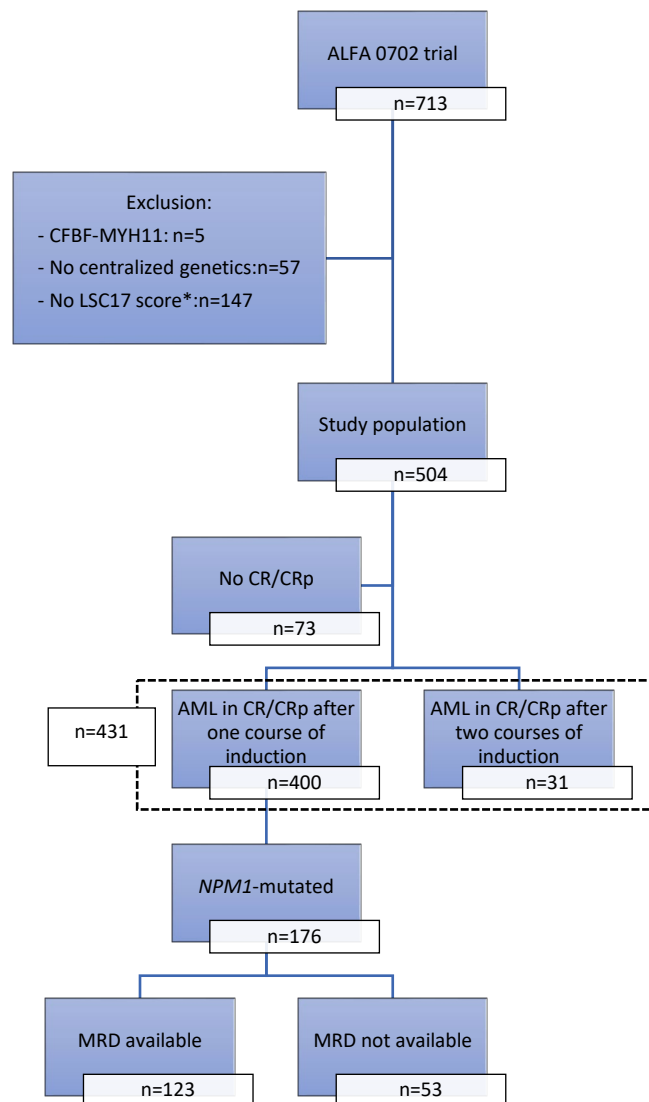 ALFA 0702 trial
n=713
Exclusion:
- CFBF-MYH11: n=5
- No centralized genetics:n=57
- No LSC17 score*:n=147
Study population
n=504
No CR/CRp
n=73
n=431
AML in CR/CRp after
one course of
induction
n=400
AML in CR/CRp after
two courses of
induction
n=31
NPM1-mutated
n=176
MRD available
n=123
MRD not available
n=53